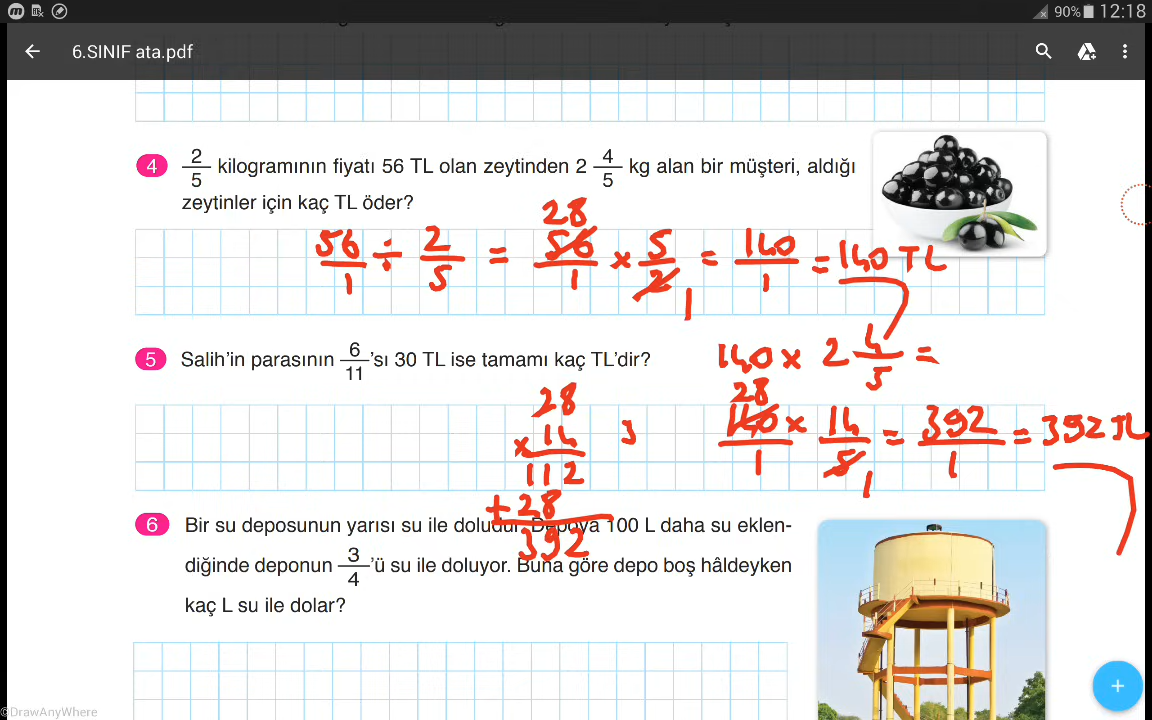 90% 12:18
6.SINIF ata.pdf
4 2/5 kilogramının fiyatı 56 TL olan zeytinden 2 4/5 kg alan bir müşteri, aldığı
zeytinler için kaç TL öder?
28
56/1 ÷ 2/5 = 56/1 × 5/2 = 140/1 = 140 TL
1
5 Salih'in parasının 6/11'sı 30 TL ise tamamı kaç TL'dir?
140 × 2 4/5 =
28
140/1 × 14/5 = 392/1 = 392 TL
1
28
×14
112
+28
392
6 Bir su deposunun yarısı su ile doludur. Depoya 100 L daha su eklen-
diğinde deponun 3/4'ü su ile doluyor. Buna göre depo boş hâldeyken
kaç L su ile dolar?
©DrawAnyWhere